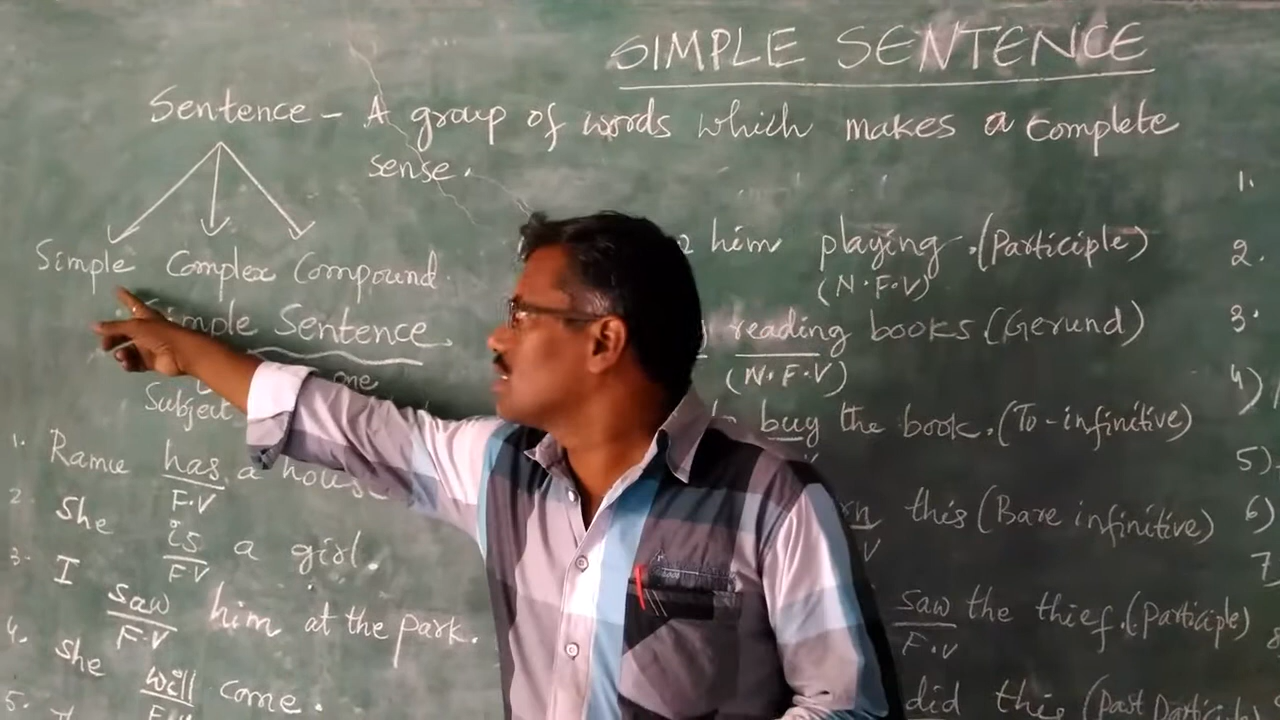 SIMPLE SENTENCE
Sentence - A group of words which makes a complete
sense.
Simple Complex Compound.
Simple Sentence
one
Subject
1. Ramu has a house
F.V
2. She is a girl.
F.V
3. I saw him at the park.
F.V
4. She will come.
F.V
5.
him playing. (Participle)
(N.F.V)
reading books (Gerund)
(N.F.V)
buy the book. (To-infinitive)
this (Bare infinitive)
V
saw the thief. (Participle)
F.V
did this (Past Participle
1.
2.
3.
4)
5)
6)
7
8